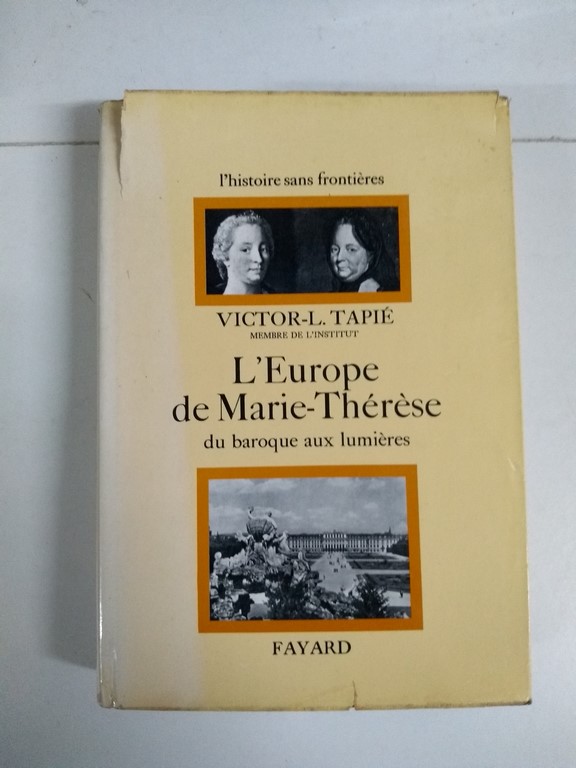 l'histoire sans frontières
VICTOR-L. TAPIÉ
MEMBRE DE L'INSTITUT
L'Europe
de Marie-Thérèse
du baroque aux lumières
FAYARD